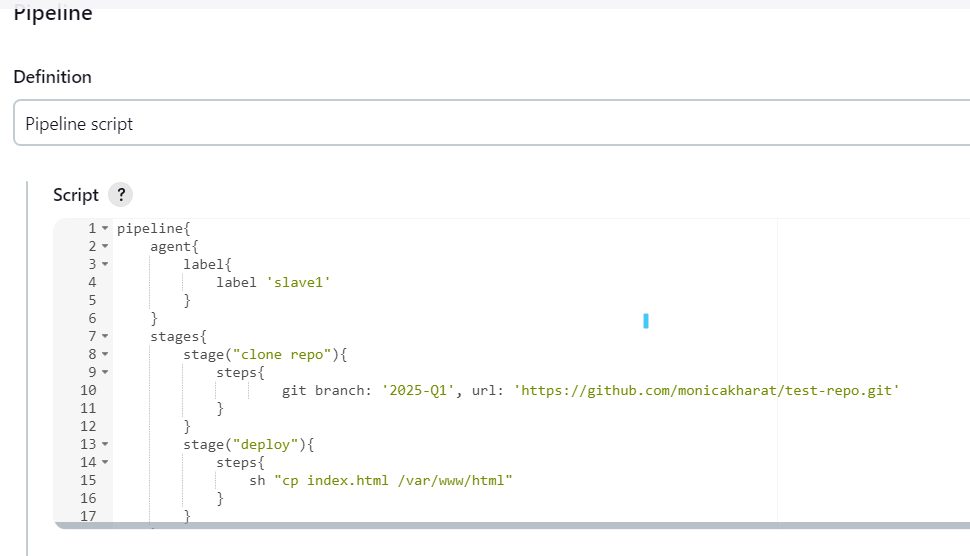 Pipeline
Definition
Pipeline script
Script ?
1 pipeline{
2     agent{
3         label{
4             label 'slave1'
5         }
6     }
7     stages{
8         stage("clone repo"){
9             steps{
10                     git branch: '2025-Q1', url: 'https://github.com/monicakharat/test-repo.git'
11             }
12         }
13         stage("deploy"){
14             steps{
15                 sh "cp index.html /var/www/html"
16             }
17         }